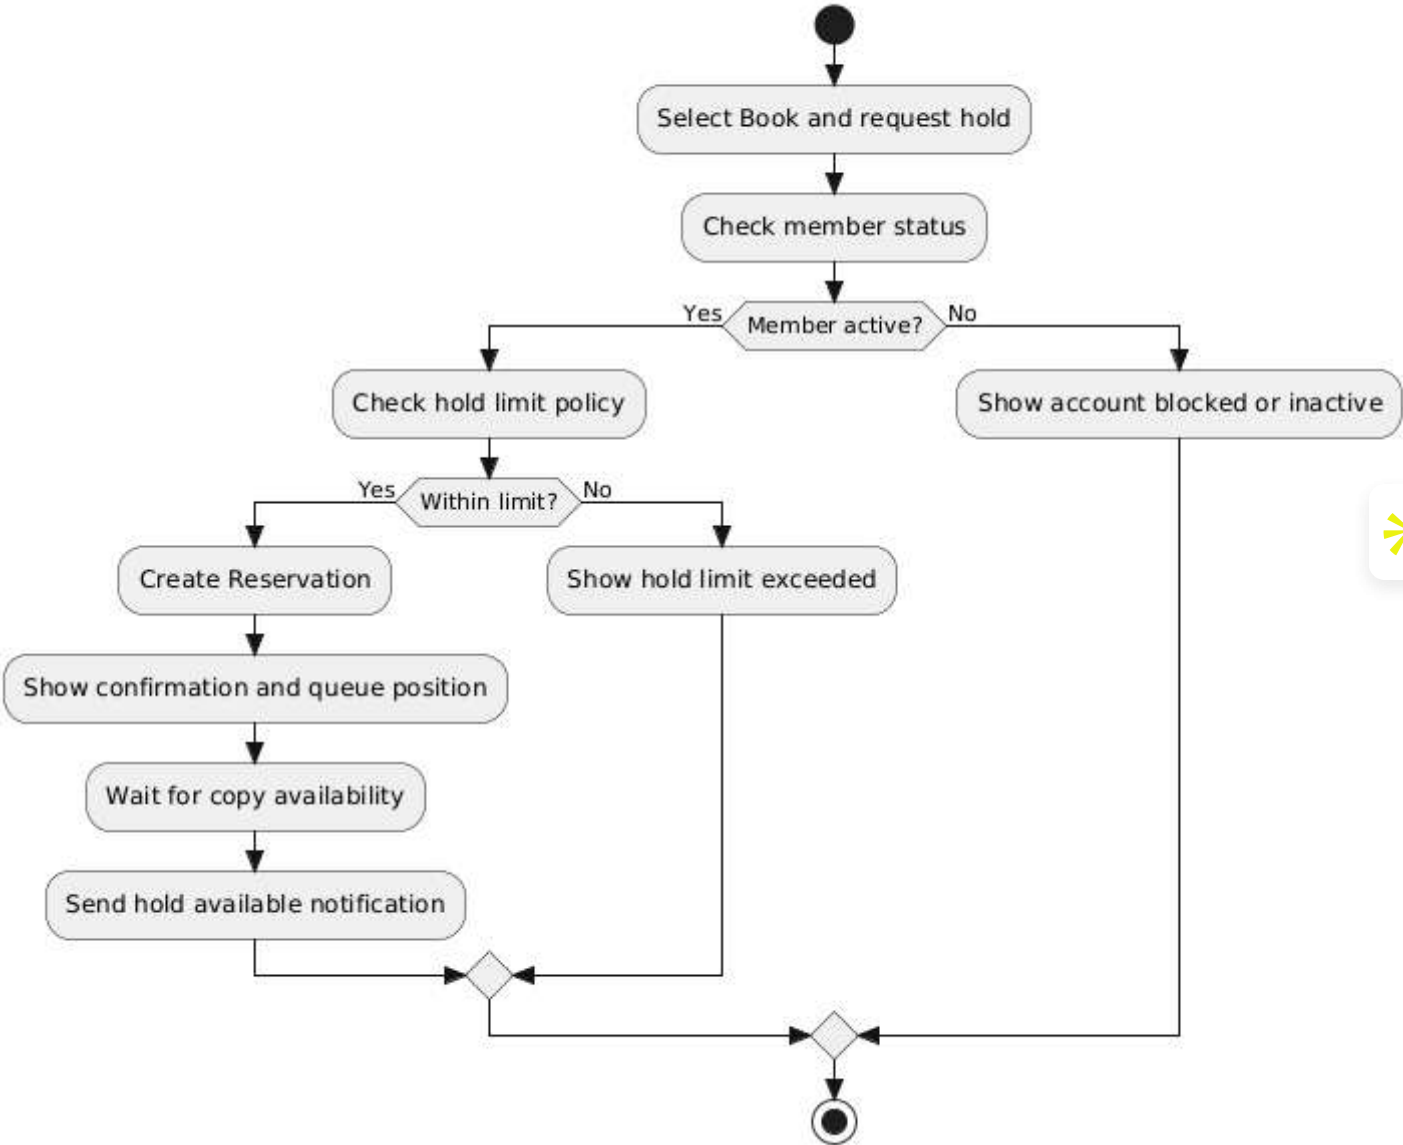 Select Book and request hold
Check member status
Yes
Member active?
No
Check hold limit policy
Show account blocked or inactive
Yes
Within limit?
No
Create Reservation
Show hold limit exceeded
Show confirmation and queue position
Wait for copy availability
Send hold available notification